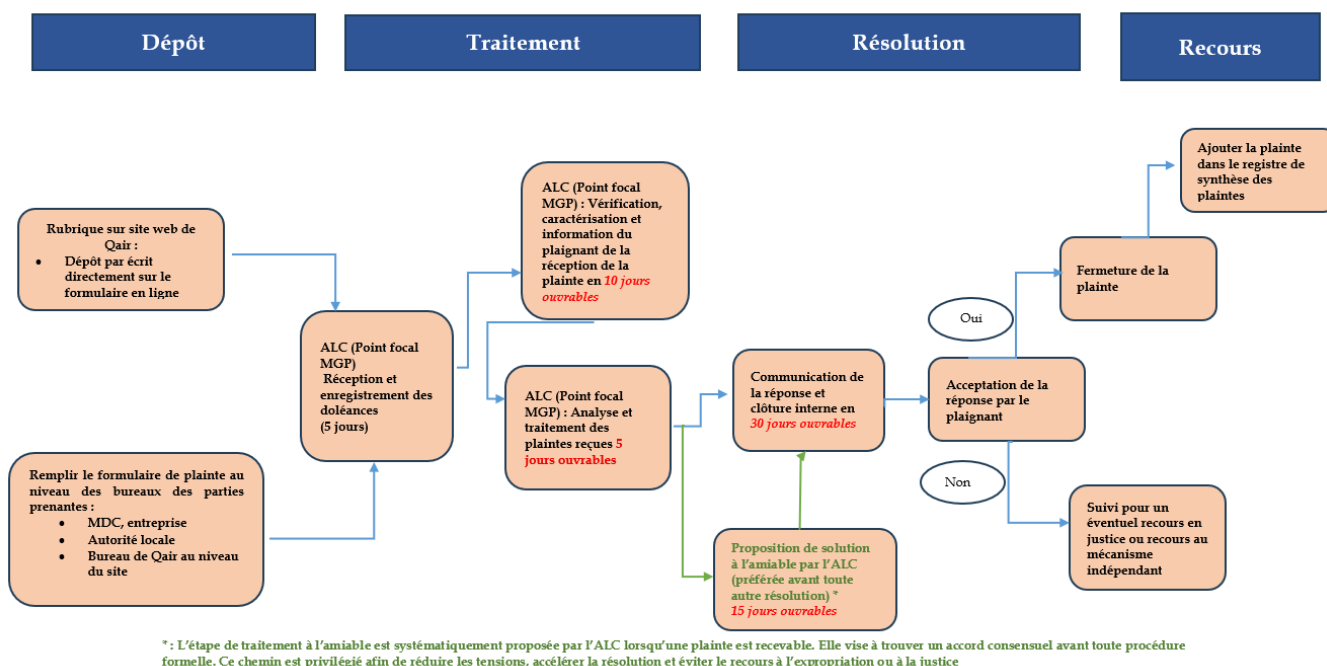 Dépôt
Traitement
Résolution
Recours
Rubrique sur site web de
Qair :
• Dépôt par écrit
directement sur le
formulaire en ligne
Remplir le formulaire de plainte au
niveau des bureaux des parties
prenantes :
• MDC, entreprise
• Autorité locale
• Bureau de Qair au niveau
du site
ALC (Point focal
MGP)
Réception et
enregistrement des
doléances
(5 jours)
ALC (Point focal
MGP) : Vérification,
caractérisation et
information du
plaignant de la
réception de la
plainte en 10 jours
ouvrables
ALC (Point focal
MGP) : Analyse et
traitement des
plaintes reçues 5
jours ouvrables
Communication de
la réponse et
clôture interne en
30 jours ouvrables
Proposition de solution
à l’amiable par l’ALC
(préférée avant toute
autre résolution) *
15 jours ouvrables
Acceptation de la
réponse par le
plaignant
Oui
Non
Fermeture de la
plainte
Ajouter la plainte
dans le registre de
synthèse des
plaintes
Suivi pour un
éventuel recours en
justice ou recours au
mécanisme
indépendant
* : L’étape de traitement à l’amiable est systématiquement proposée par l’ALC lorsqu’une plainte est recevable. Elle vise à trouver un accord consensuel avant toute procédure
formelle. Ce chemin est privilégié afin de réduire les tensions, accélérer la résolution et éviter le recours à l’expropriation ou à la justice